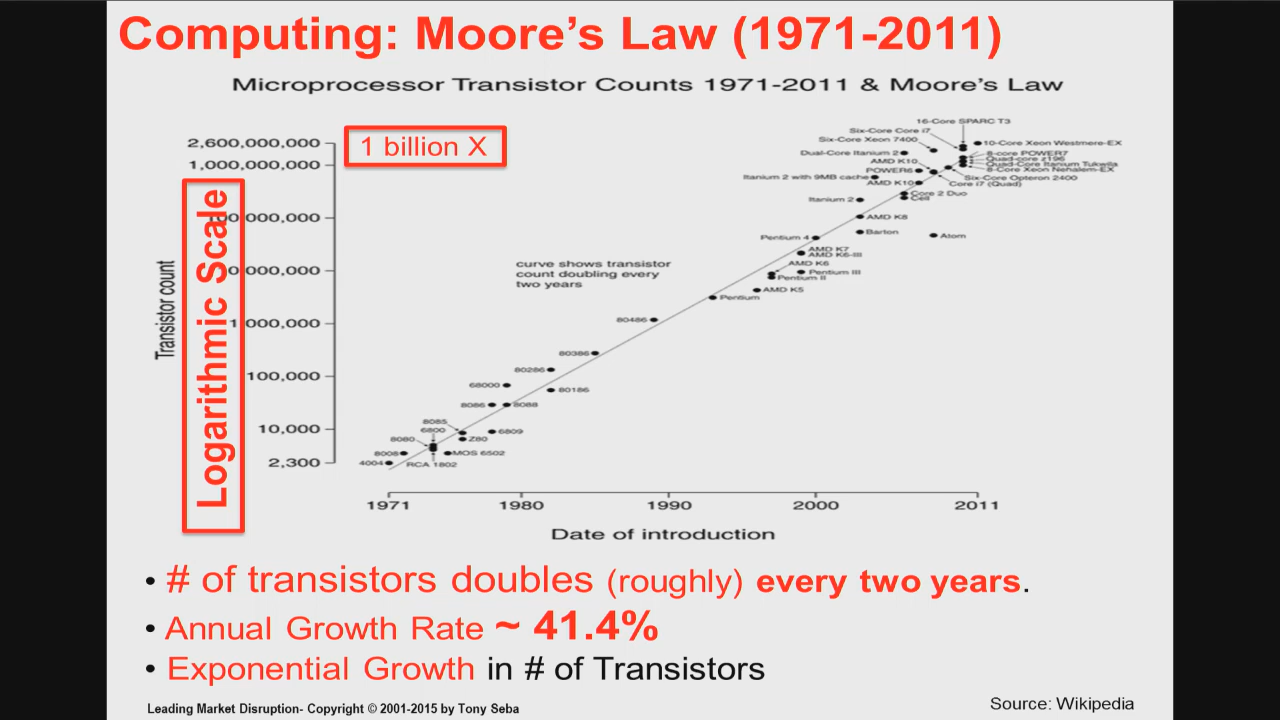 Computing: Moore's Law (1971-2011)
Microprocessor Transistor Counts 1971-2011 & Moore's Law
1 billion X
Logarithmic Scale
Transistor count
2,600,000,000
1,000,000,000
00,000,000
0,000,000
1,000,000
100,000
10,000
2,300
curve shows transistor
count doubling every
two years
16-Core SPARC T3
Six-Core Core i7
Six-Core Xeon 7400
10-Core Xeon Westmere-EX
Dual-Core Itanium 2
8-core POWER7
Quad-core z196
AMD K10
Quad-Core Itanium Tukwila
POWER6
8-Core Xeon Nehalem-EX
Itanium 2 with 9MB cache
Six-Core Opteron 2400
AMD K10
Core i7 (Quad)
Core 2 Duo
Itanium 2
Cell
AMD K8
Pentium 4
Barton
Atom
AMD K7
AMD K6-III
AMD K6
Pentium III
Pentium II
AMD K5
Pentium
80486
80386
80286
68000
80186
8086
8088
8085
6800
6809
8080
Z80
8008
MOS 6502
4004
RCA 1802
1971
1980
1990
2000
2011
Date of introduction
• # of transistors doubles (roughly) every two years.
• Annual Growth Rate ~ 41.4%
• Exponential Growth in # of Transistors
Leading Market Disruption- Copyright © 2001-2015 by Tony Seba
Source: Wikipedia